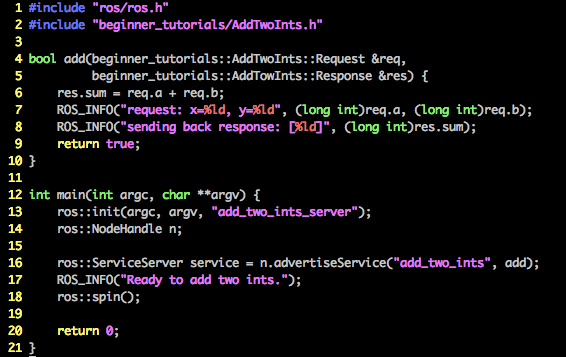 1 #include "ros/ros.h"
2 #include "beginner_tutorials/AddTwoInts.h"
3
4 bool add(beginner_tutorials::AddTwoInts::Request &req,
5          beginner_tutorials::AddTowInts::Response &res) {
6     res.sum = req.a + req.b;
7     ROS_INFO("request: x=%ld, y=%ld", (long int)req.a, (long int)req.b);
8     ROS_INFO("sending back response: [%ld]", (long int)res.sum);
9     return true;
10 }
11
12 int main(int argc, char **argv) {
13     ros::init(argc, argv, "add_two_ints_server");
14     ros::NodeHandle n;
15
16     ros::ServiceServer service = n.advertiseService("add_two_ints", add);
17     ROS_INFO("Ready to add two ints.");
18     ros::spin();
19
20     return 0;
21 }